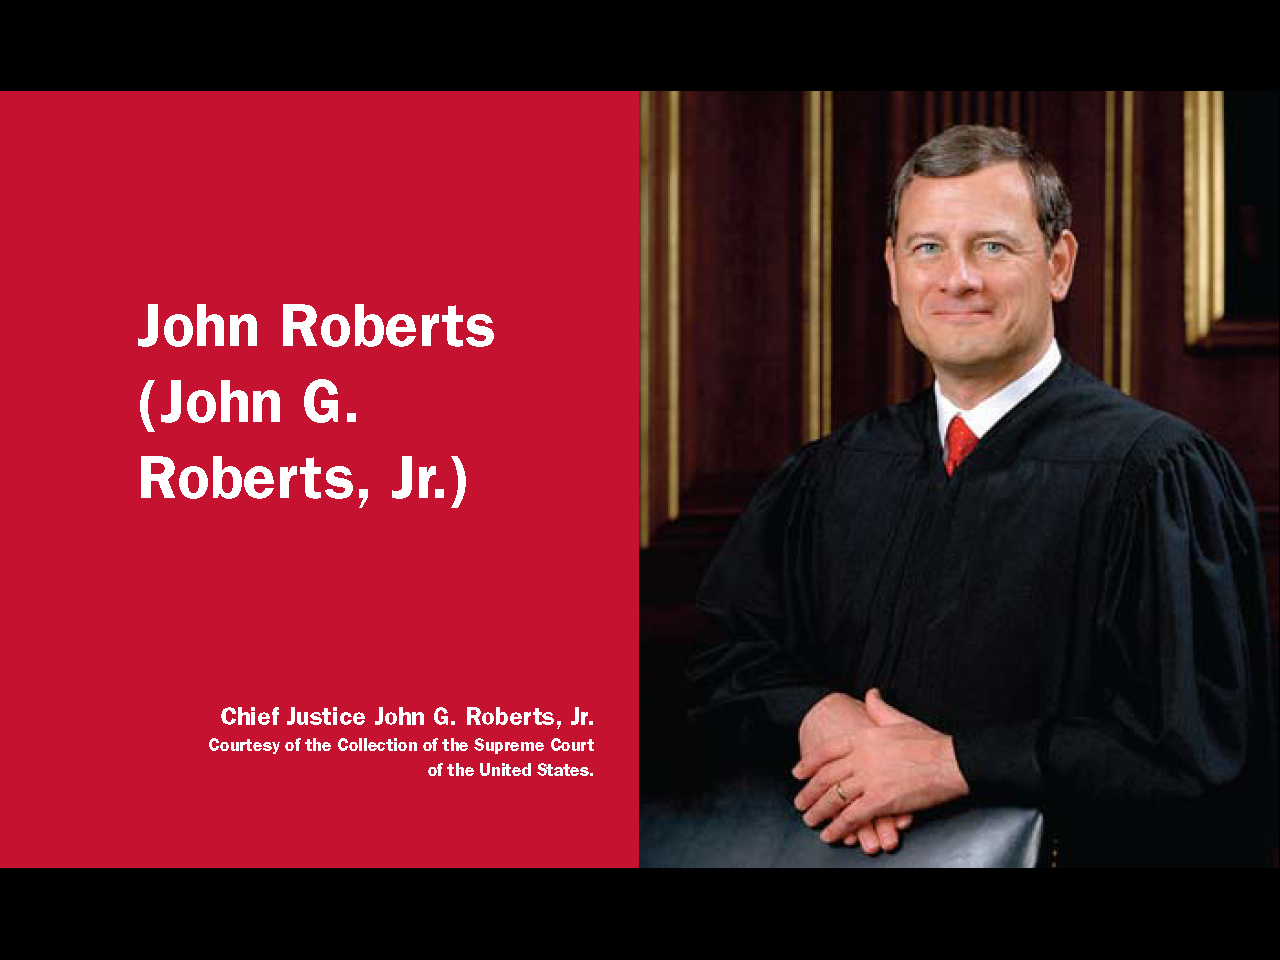 John Roberts
(John G.
Roberts, Jr.)
Chief Justice John G. Roberts, Jr.
Courtesy of the Collection of the Supreme Court
of the United States.